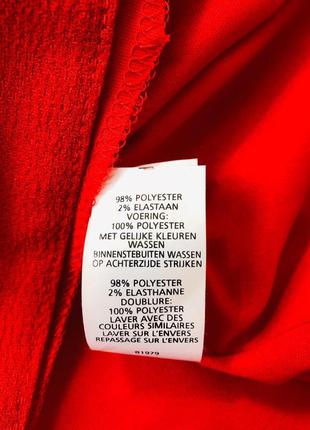 98% POLYESTER
2% ELASTAAN
VOERING:
100% POLYESTER
MET GELIJKE KLEUREN
WASSEN
BINNENSTEBUITEN WASSEN
OP ACHTERZIJDE STRIJKEN
98% POLYESTER
2% ELASTHANNE
DOUBLURE:
100% POLYESTER
LAVER AVEC DES
COULEURS SIMILAIRES
LAVER SUR L'ENVERS
REPASSAGE SUR L'ENVERS
81979